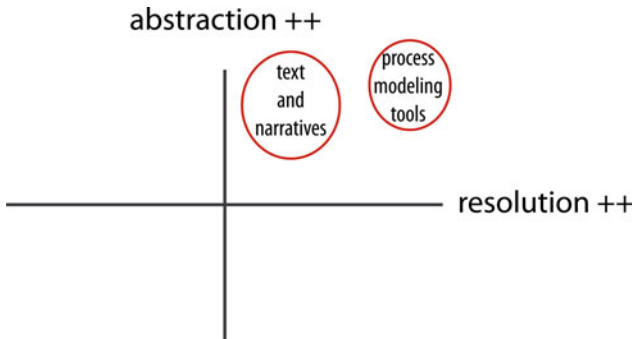 abstraction ++
text
and
narratives
process
modeling
tools
resolution ++